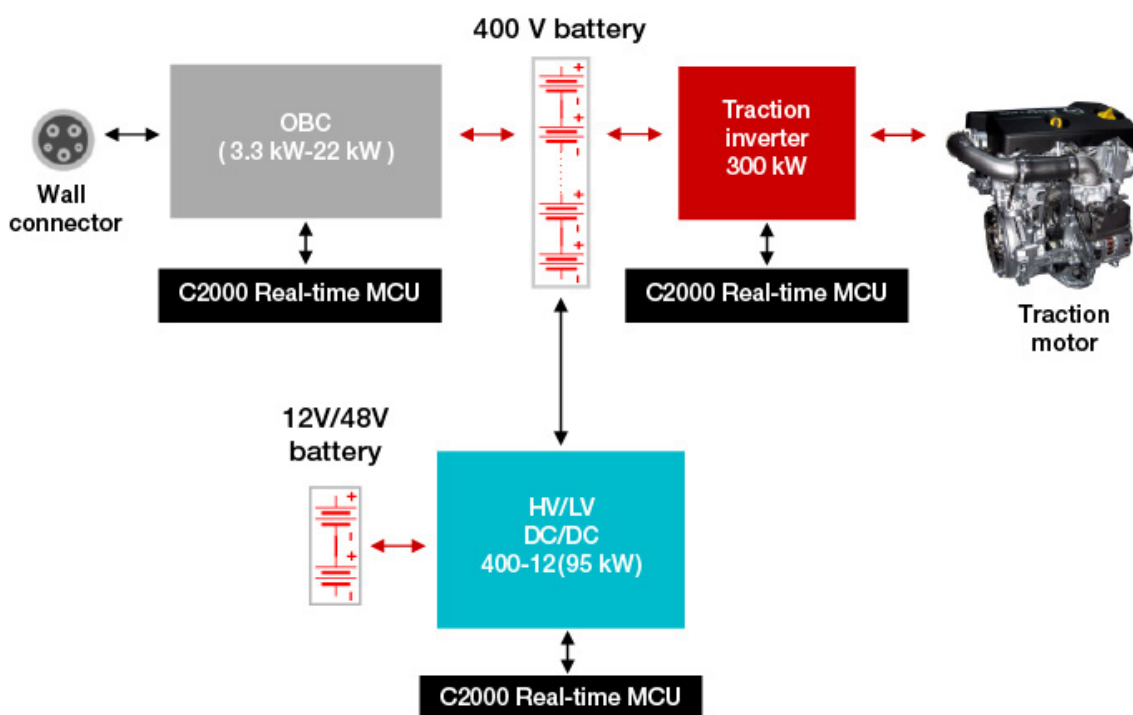 400 V battery
OBC
( 3.3 kW-22 kW )
Traction
inverter
300 kW
Wall
connector
C2000 Real-time MCU
C2000 Real-time MCU
Traction
motor
12V/48V
battery
HV/LV
DC/DC
400-12(95 kW)
C2000 Real-time MCU